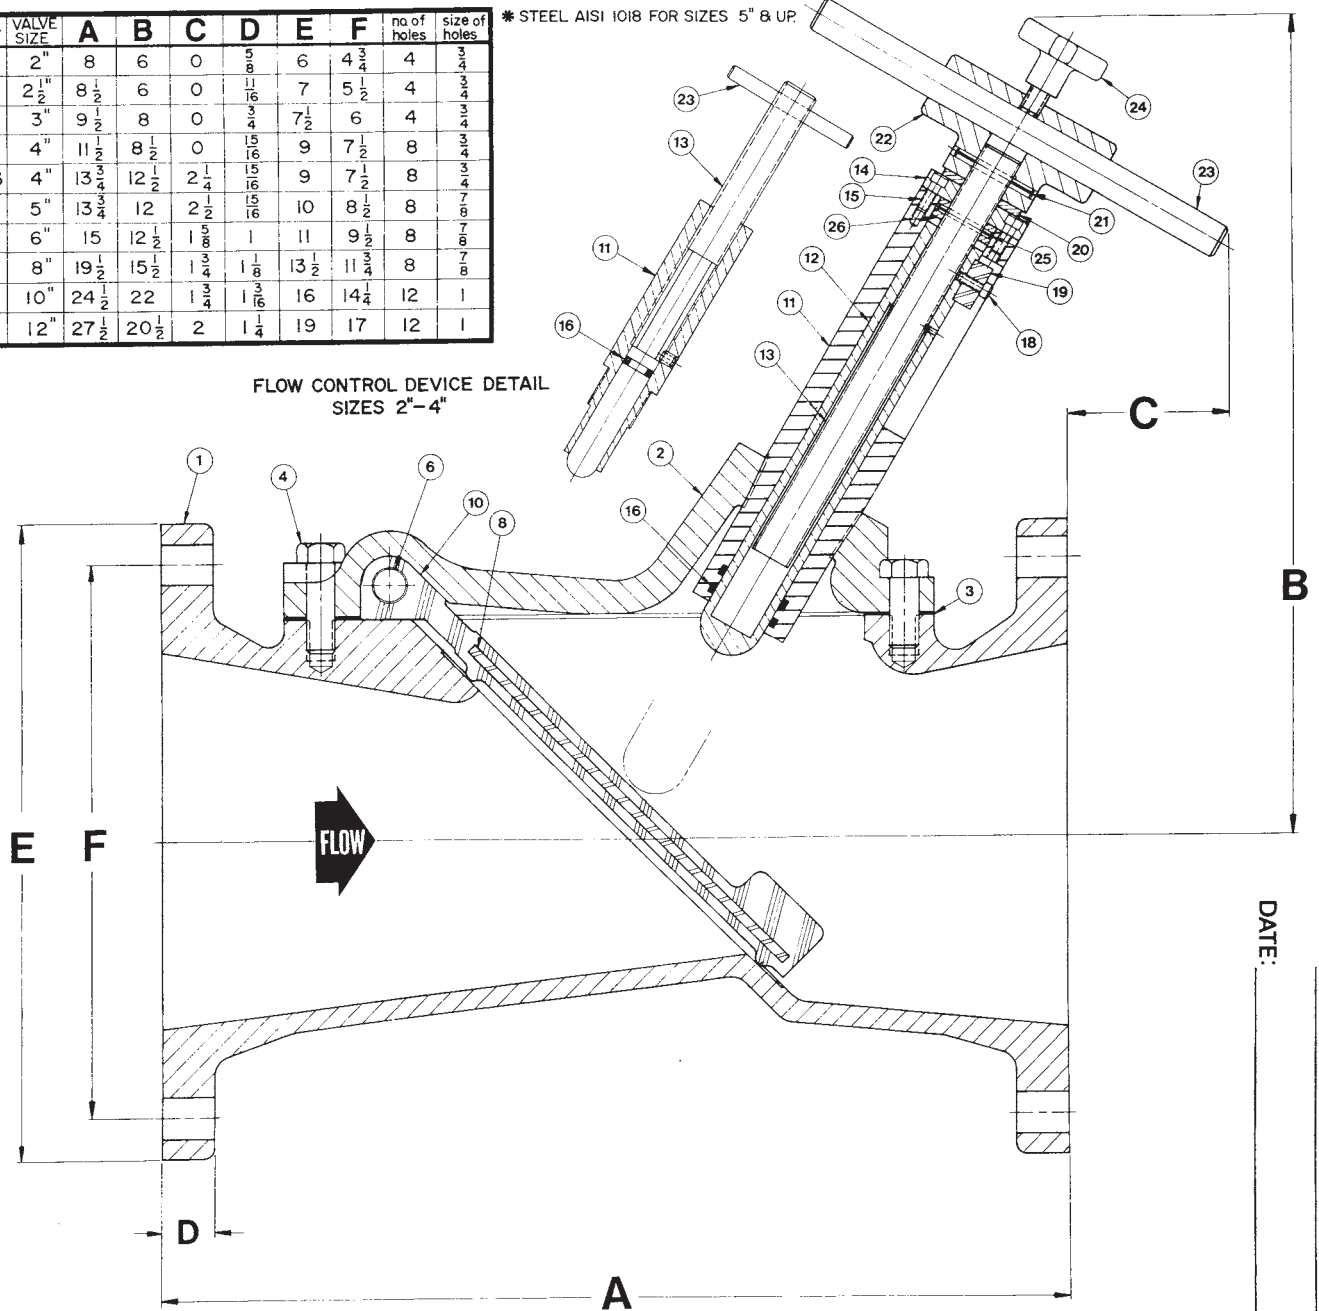 VALVE SIZE A B C D E F no. of holes size of holes
2" 8 6 0 5/8 6 4 3/4 4 3/4
2 1/2" 8 1/2 6 0 11/16 7 5 1/2 4 3/4
3" 9 1/2 8 0 3/4 7 1/2 6 4 3/4
4" 11 1/2 8 1/2 0 15/16 9 7 1/2 8 3/4
4" 13 3/4 12 1/2 2 1/4 15/16 9 7 1/2 8 3/4
5" 13 3/4 12 2 1/2 15/16 10 8 1/2 8 7/8
6" 15 12 1/2 1 5/8 1 11 9 1/2 8 7/8
8" 19 1/2 15 1/2 1 3/4 1 1/8 13 1/2 11 3/4 8 7/8
10" 24 1/2 22 1 3/4 1 3/16 16 14 1/4 12 1
12" 27 1/2 20 1/2 2 1 1/4 19 17 12 1
* STEEL AISI 1018 FOR SIZES 5" & UP.
23
13
11
16
FLOW CONTROL DEVICE DETAIL
SIZES 2"-4"
24
22
14
15
26
12
11
13
23
21
20
25
19
18
C
B
1
4
6
10
8
2
16
3
E
F
FLOW
DATE:
D
A